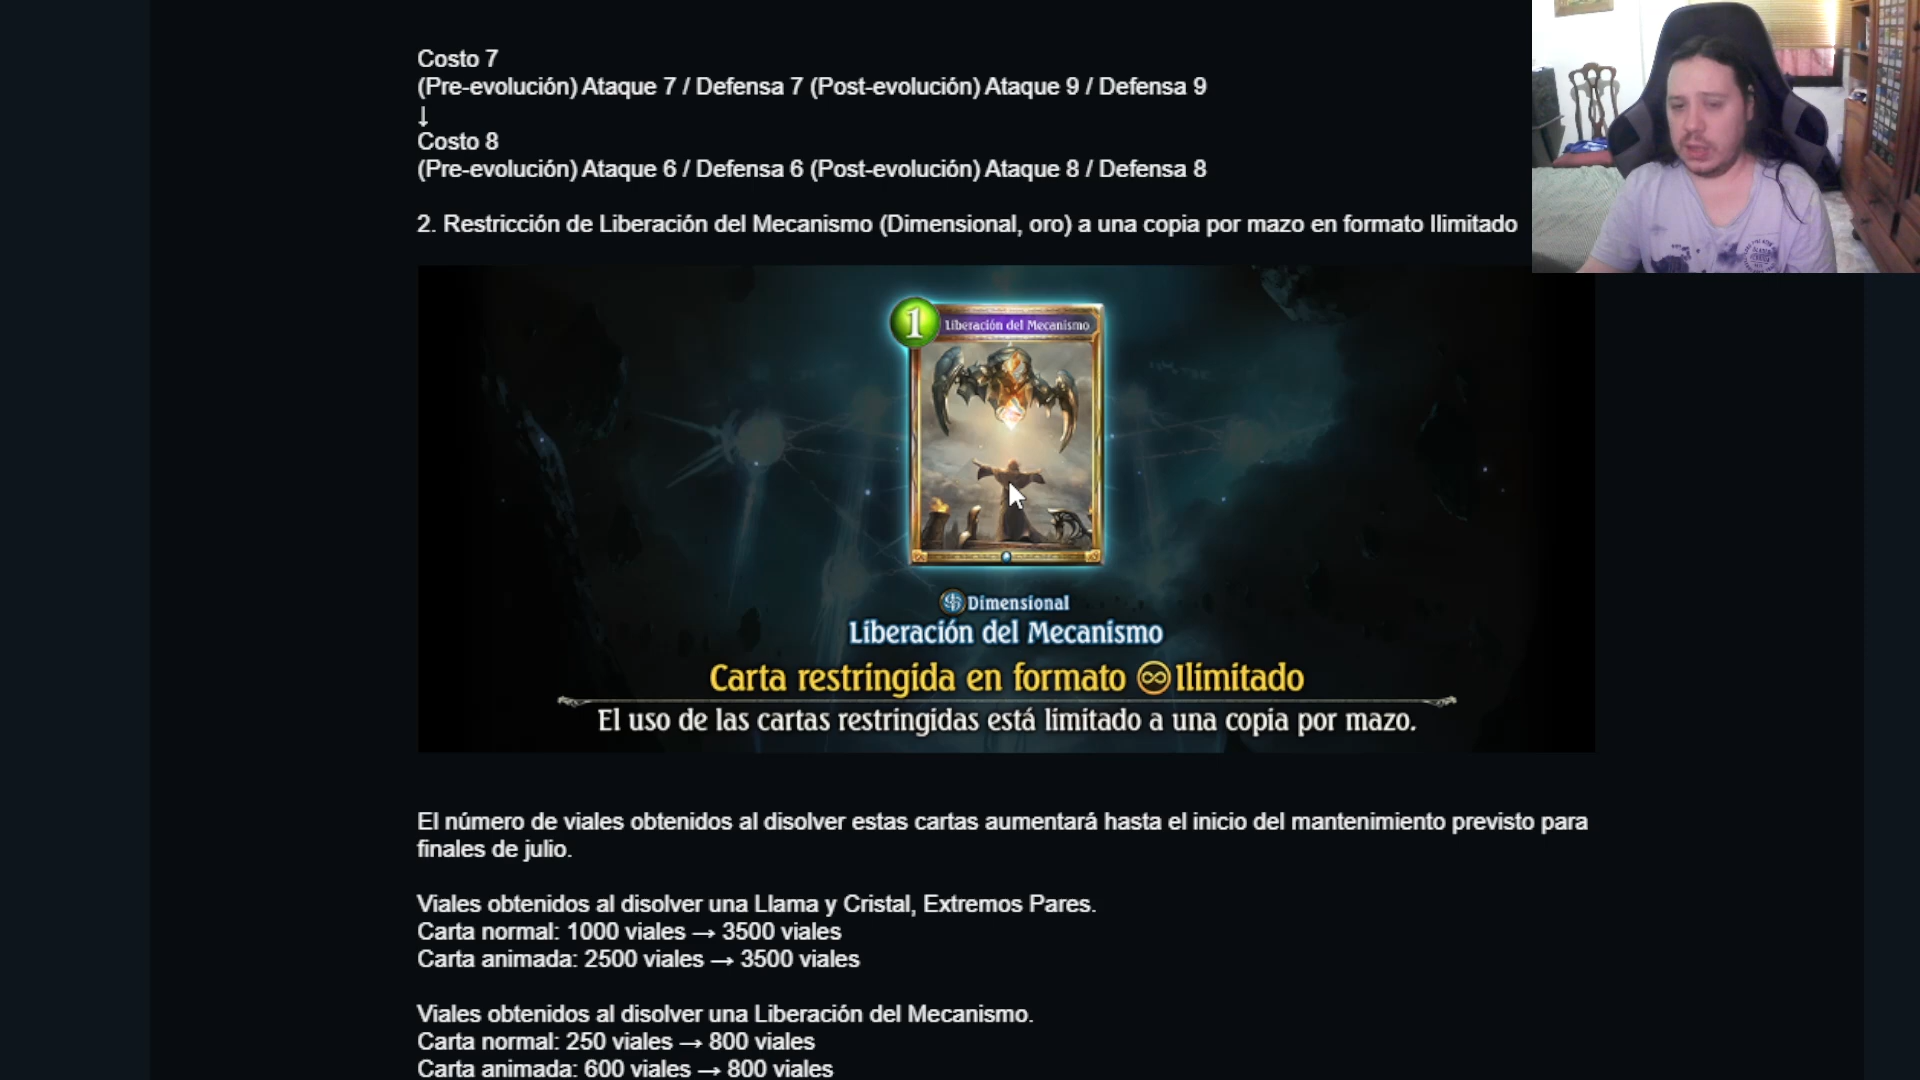 Costo 7
(Pre-evolución) Ataque 7 / Defensa 7 (Post-evolución) Ataque 9 / Defensa 9
↓
Costo 8
(Pre-evolución) Ataque 6 / Defensa 6 (Post-evolución) Ataque 8 / Defensa 8
2. Restricción de Liberación del Mecanismo (Dimensional, oro) a una copia por mazo en formato Ilimitado
1
Liberación del Mecanismo
Dimensional
Liberación del Mecanismo
Carta restringida en formato Ilimitado
El uso de las cartas restringidas está limitado a una copia por mazo.
El número de viales obtenidos al disolver estas cartas aumentará hasta el inicio del mantenimiento previsto para
finales de julio.
Viales obtenidos al disolver una Llama y Cristal, Extremos Pares.
Carta normal: 1000 viales → 3500 viales
Carta animada: 2500 viales → 3500 viales
Viales obtenidos al disolver una Liberación del Mecanismo.
Carta normal: 250 viales → 800 viales
Carta animada: 600 viales → 800 viales